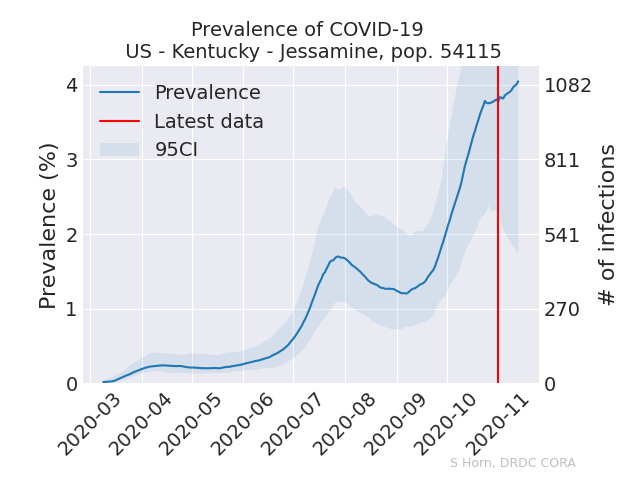 Prevalence of COVID-19
US - Kentucky - Jessamine, pop. 54115
Prevalence
Latest data
95CI
Prevalence (%)
4
3
2
1
0
1082
811
541
270
0
# of infections
2020-03
2020-04
2020-05
2020-06
2020-07
2020-08
2020-09
2020-10
2020-11
S Horn, DRDC CORA